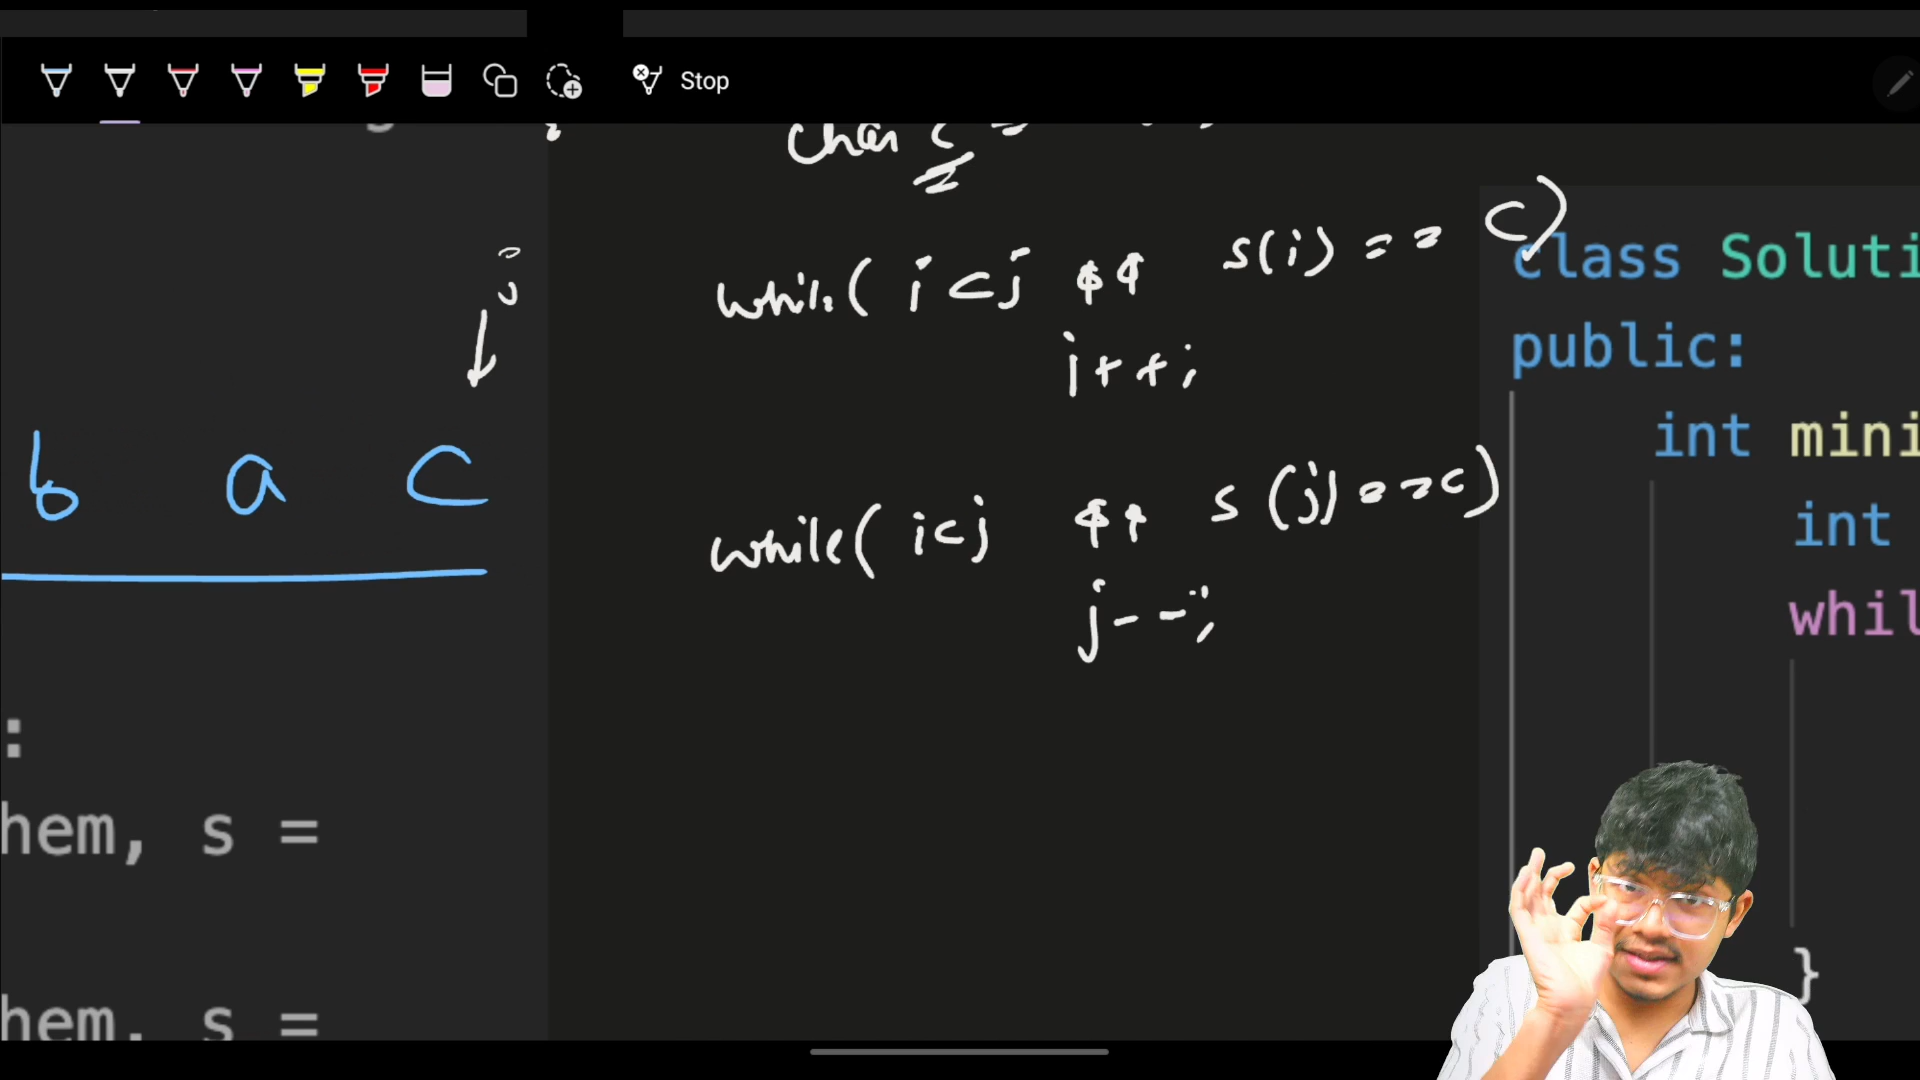 Stop
char c =
j
while( i<j && s(i) == c)
i++;
while( i<j && s(j)==c)
j--;
b a c
:
hem, s =
hem. s =
class Soluti
public:
int mini
int
whil
}